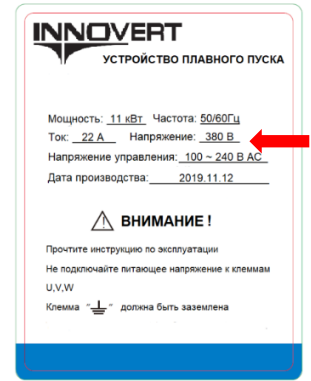 INNOVERT
УСТРОЙСТВО ПЛАВНОГО ПУСКА
Мощность: 11 кВт Частота: 50/60Гц
Ток: 22 А Напряжение: 380 В
Напряжение управления: 100 ~ 240 В АС
Дата производства: 2019.11.12
ВНИМАНИЕ !
Прочтите инструкцию по эксплуатации
Не подключайте питающее напряжение к клеммам
U,V,W
Клемма “⏚” должна быть заземлена